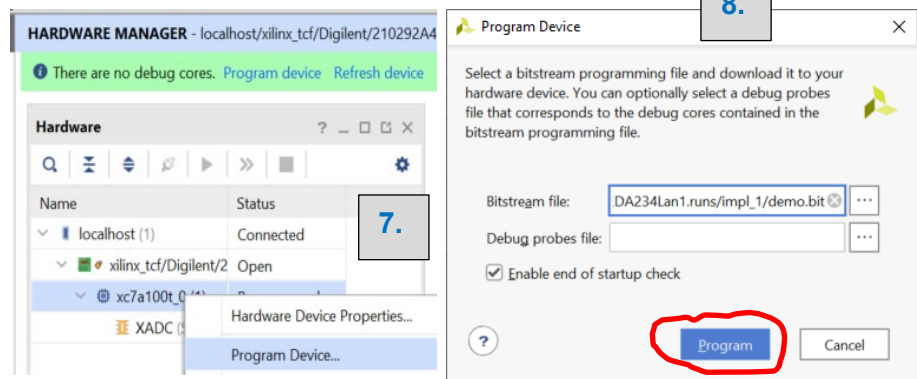 HARDWARE MANAGER - localhost/xilinx_tcf/Digilent/210292A4
There are no debug cores. Program device Refresh device
Hardware
? _ □ X
Name Status
localhost (1) Connected
xilinx_tcf/Digilent/2 Open
xc7a100t_0 (1)
XADC
Hardware Device Properties...
Program Device...
7.
8.
Program Device
Select a bitstream programming file and download it to your
hardware device. You can optionally select a debug probes
file that corresponds to the debug cores contained in the
bitstream programming file.
Bitstream file: :DA234Lan1.runs/impl_1/demo.bit ...
Debug probes file: ...
Enable end of startup check
? Program Cancel